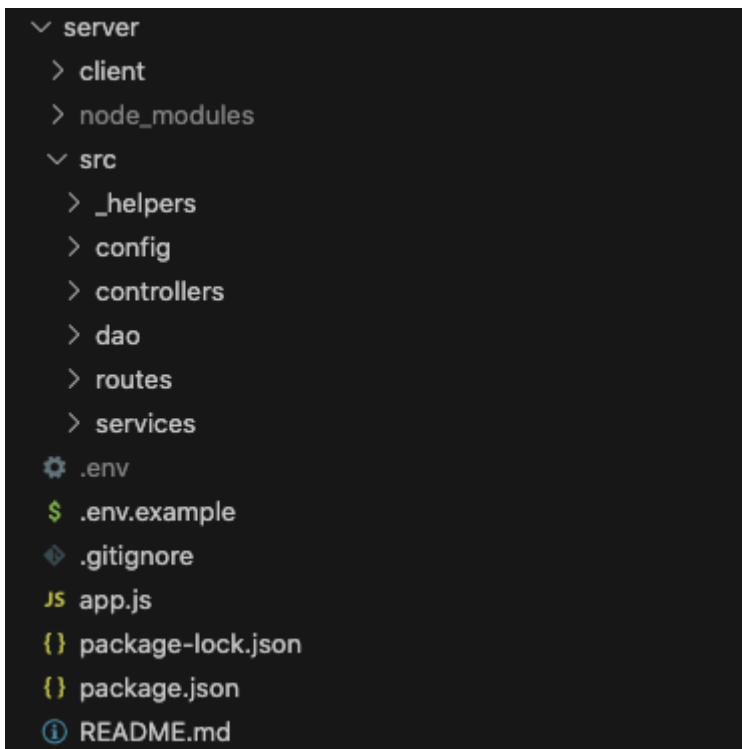 server
client
node_modules
src
_helpers
config
controllers
dao
routes
services
.env
$ .env.example
.gitignore
JS app.js
{} package-lock.json
{} package.json
README.md